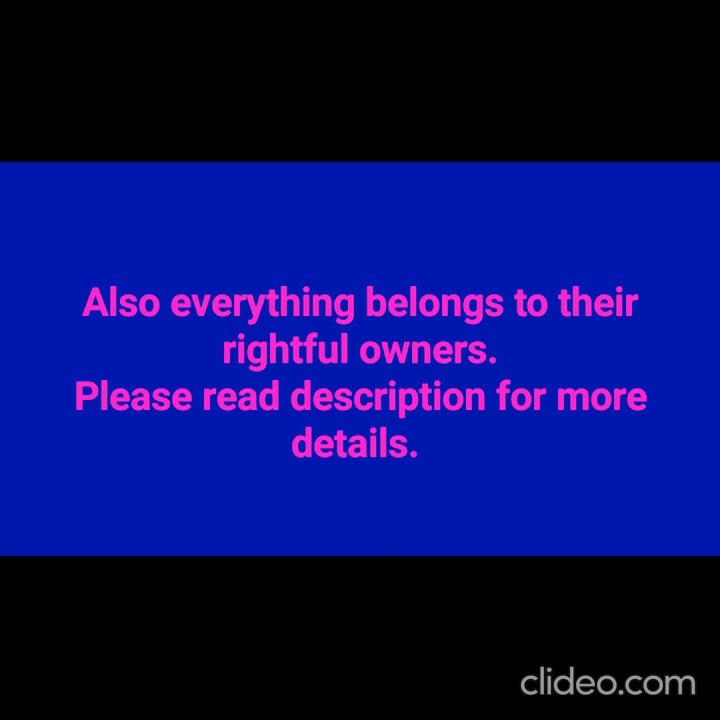 Also everything belongs to their
rightful owners.
Please read description for more
details.
clideo.com